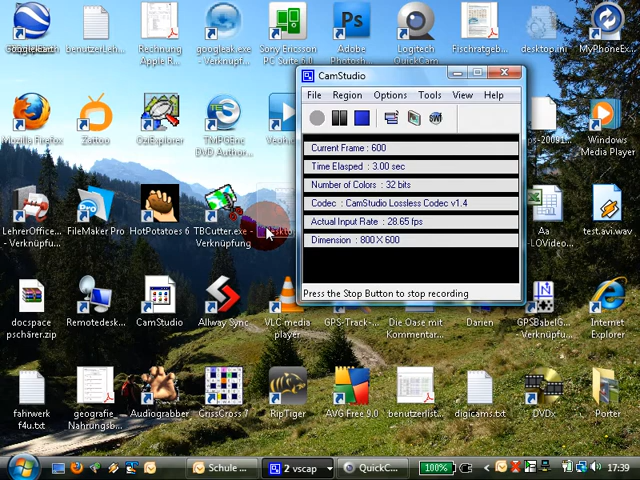 GoogleEarth
benutzerLeh...
Rechnung
Apple R...
googleak.exe
- Verknüpf...
Sony Ericsson
PC Suite 6.0
Adobe
Photosh...
Logitech
QuickCam
Fischratgeb...
desktop.ini
MyPhoneEx...
CamStudio
File Region Options Tools View Help
Current Frame : 600
Time Elasped : 3.00 sec
Number of Colors : 32 bits
Codec : CamStudio Lossless Codec v1.4
Actual Input Rate : 28.65 fps
Dimension : 800 X 600
Press the Stop Button to stop recording
Mozilla Firefox
Zattoo
OziExplorer
TMPGEnc
DVD Author...
Windows
Media Player
LehrerOffice...
- Verknüpfu...
FileMaker Pro
HotPotatoes 6
TBCutter.exe -
Verknüpfung
Aa
-LOVideo...
test.avi.wav
docspace
pschärer.zip
Remotedesk...
CamStudio
Allway Sync
VLC media
player
GPS-Track-...
Die Oase mit
Kommentar...
Daten
GPSBabelG...
Verknüpfu...
Internet
Explorer
fahrwerk
f4u.txt
geografie
Nahrungsb...
Audiograbber
CrissCross 7
RipTiger
AVG Free 9.0
benutzerlist...
digicams.txt
DVDx
Porter
Schule ...
2 vscap
QuickC...
100%
17:39